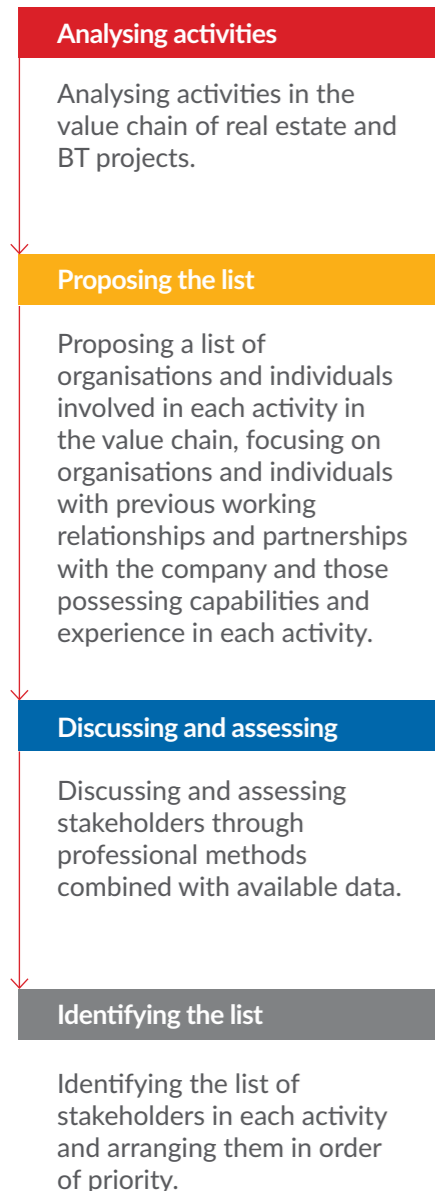 Analysing activities
Analysing activities in the
value chain of real estate and
BT projects.
Proposing the list
Proposing a list of
organisations and individuals
involved in each activity in
the value chain, focusing on
organisations and individuals
with previous working
relationships and partnerships
with the company and those
possessing capabilities and
experience in each activity.
Discussing and assessing
Discussing and assessing
stakeholders through
professional methods
combined with available data.
Identifying the list
Identifying the list of
stakeholders in each activity
and arranging them in order
of priority.